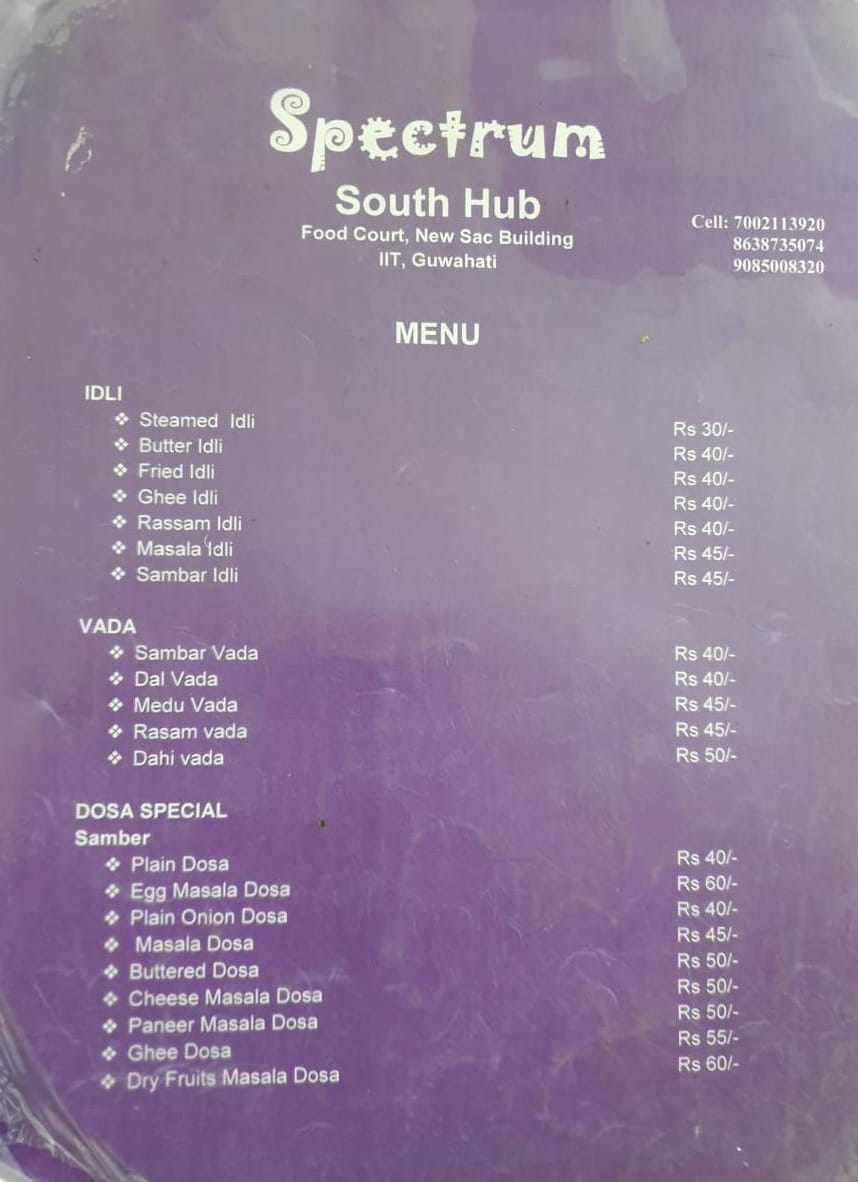 Spectrum
South Hub
Food Court, New Sac Building
IIT, Guwahati
Cell: 7002113920
8638735074
9085008320
MENU
IDLI
❖ Steamed Idli Rs 30/-
❖ Butter Idli Rs 40/-
❖ Fried Idli Rs 40/-
❖ Ghee Idli Rs 40/-
❖ Rassam Idli Rs 40/-
❖ Masala Idli Rs 45/-
❖ Sambar Idli Rs 45/-
VADA
❖ Sambar Vada Rs 40/-
❖ Dal Vada Rs 40/-
❖ Medu Vada Rs 45/-
❖ Rasam vada Rs 45/-
❖ Dahi vada Rs 50/-
DOSA SPECIAL
Samber
❖ Plain Dosa Rs 40/-
❖ Egg Masala Dosa Rs 60/-
❖ Plain Onion Dosa Rs 40/-
❖ Masala Dosa Rs 45/-
❖ Buttered Dosa Rs 50/-
❖ Cheese Masala Dosa Rs 50/-
❖ Paneer Masala Dosa Rs 50/-
❖ Ghee Dosa Rs 55/-
❖ Dry Fruits Masala Dosa Rs 60/-